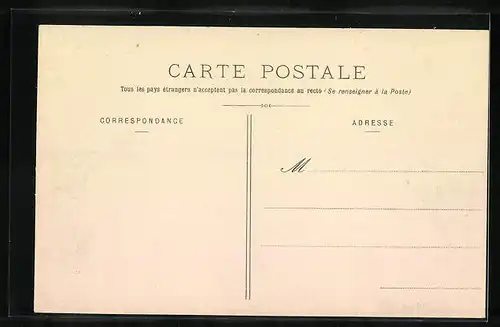 CARTE POSTALE
Tous les pays étrangers n'acceptent pas la correspondance au recto (Se renseigner à la Poste)
CORRESPONDANCE
ADRESSE
M